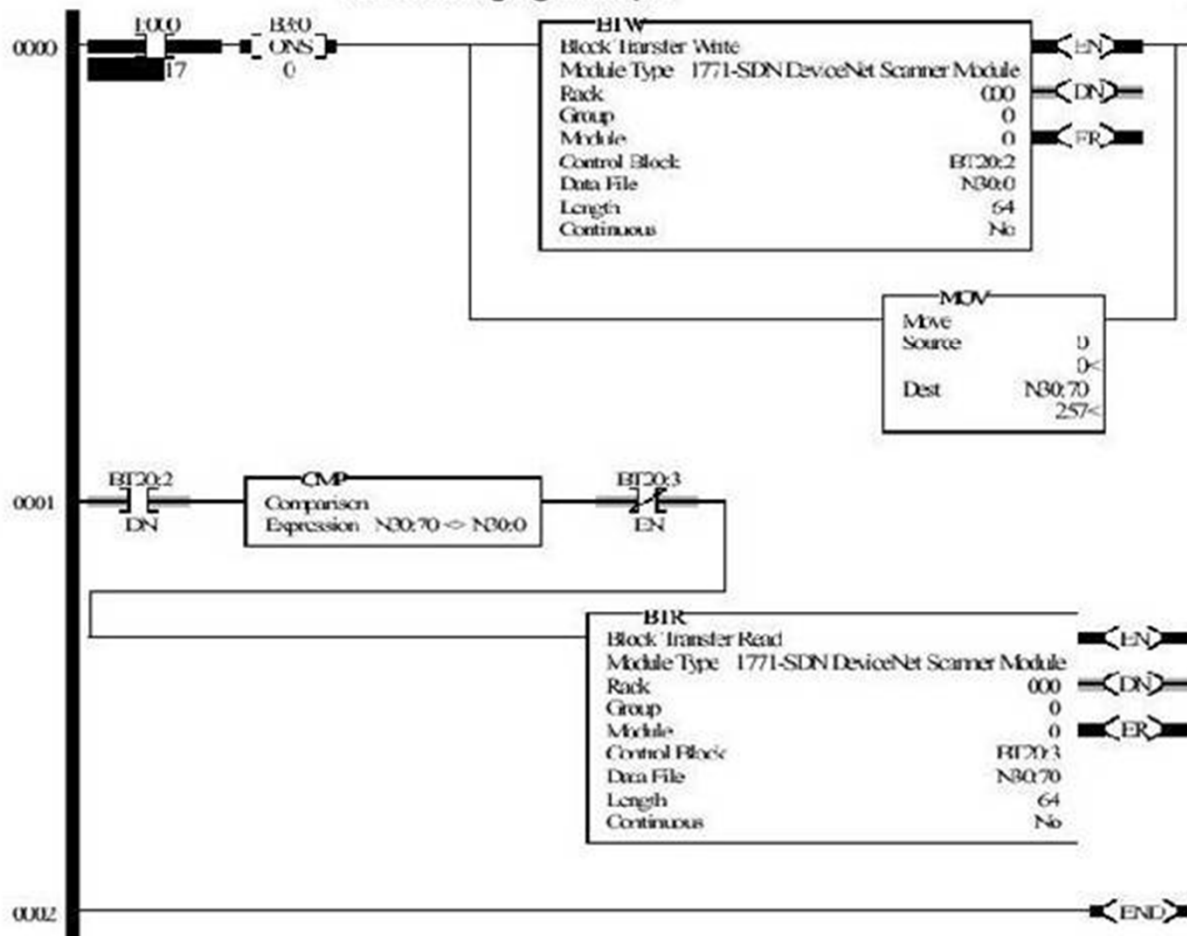 I:000 B3:0 BTW
0000 ONS Block Transfer Write EN
17 0 Module Type 1771-SDN DeviceNet Scanner Module
Rack 000 DN
Group 0
Module 0 ER
Control Block BT20:2
Data File N30:0
Length 64
Continuous No
MOV
Move
Source 0
0<
Dest N30:70
257<
BT20:2 CMP BT20:3
0001 Comparison
DN Expression N30:70 <> N30:0 EN
BTR
Block Transfer Read EN
Module Type 1771-SDN DeviceNet Scanner Module
Rack 000 DN
Group 0
Module 0 ER
Control Block BT20:3
Data File N30:70
Length 64
Continuous No
0002 END